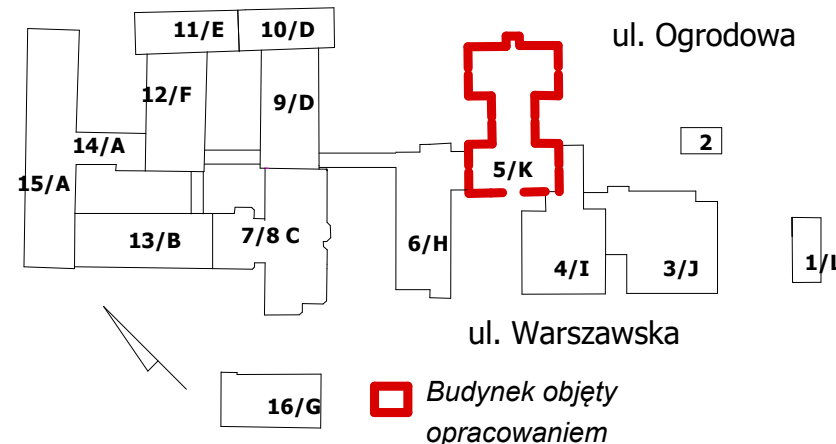 11/E
10/D
ul. Ogrodowa
12/F
9/D
2
14/A
5/K
15/A
13/B
7/8 C
6/H
4/I
3/J
1/L
ul. Warszawska
16/G
Budynek objęty
opracowaniem